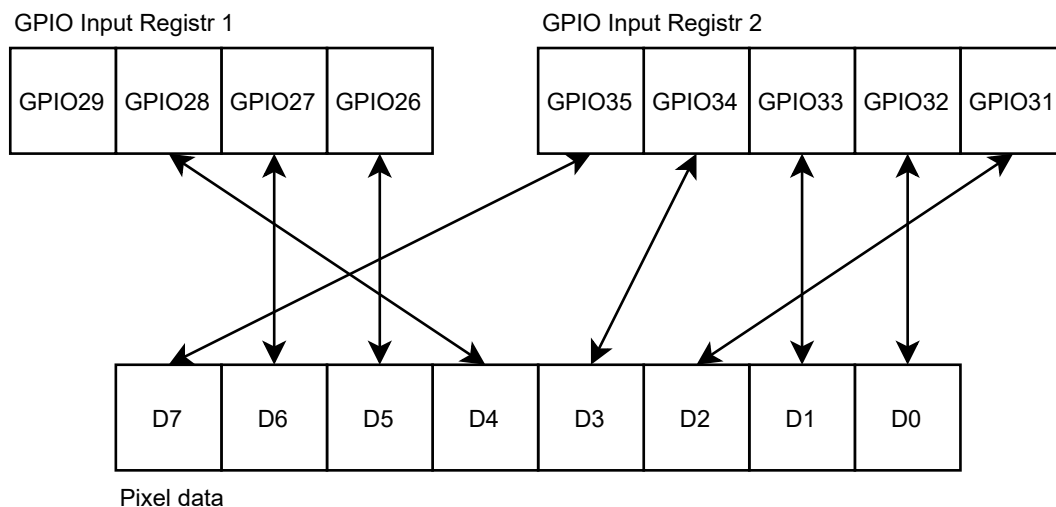 GPIO Input Registr 1 GPIO Input Registr 2
GPIO29 GPIO28 GPIO27 GPIO26 GPIO35 GPIO34 GPIO33 GPIO32 GPIO31
D7 D6 D5 D4 D3 D2 D1 D0
Pixel data